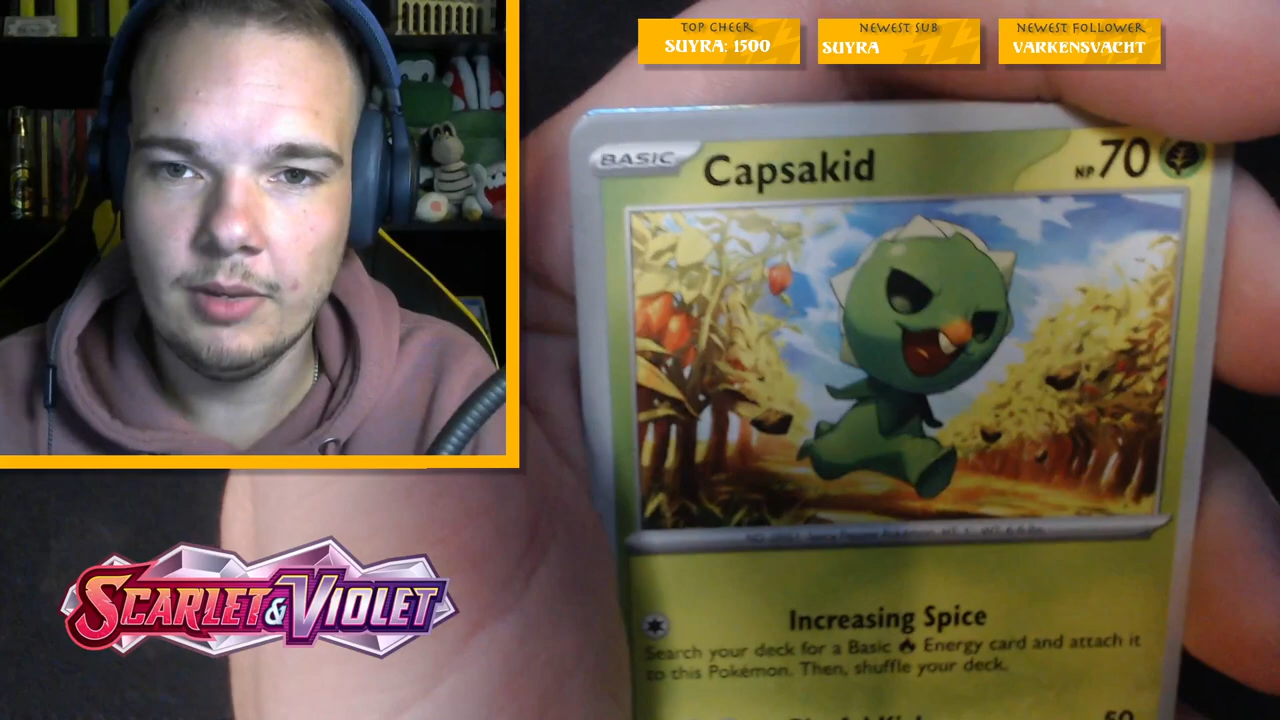 TOP CHEER
SUYRA: 1500
NEWEST SUB
SUYRA
NEWEST FOLLOWER
VARKENSVACHT
BASIC
Capsakid
HP 70
Increasing Spice
Search your deck for a Basic Energy card and attach it
to this Pokémon. Then, shuffle your deck.
50
SCARLET & VIOLET